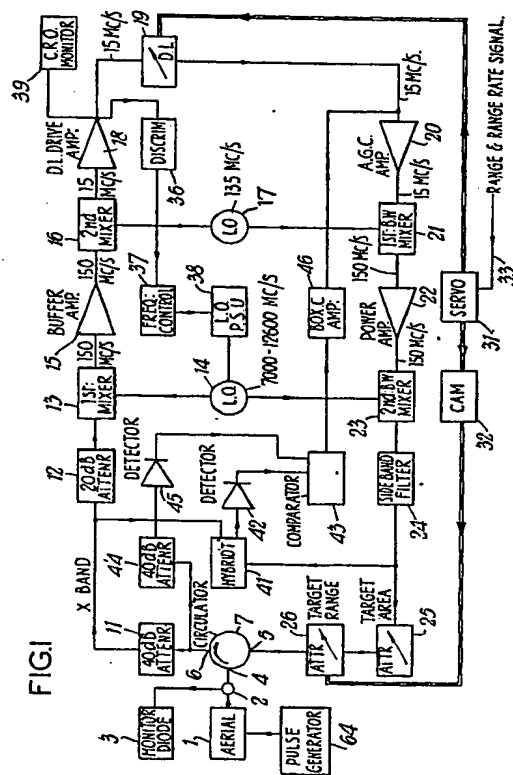 FIG.1
39
C.R.O. MONITOR
19
15 MC/S
D.L.
D.L. DRIVE AMP:
18
15 MC/S
DISCRIM
36
16
2ND MIXER
150 MC/S
BUFFER AMP.
15
150 MC/S
13
1ST: MIXER
12
20 dB ATTENR
X BAND
40 dB ATTENR
11
37
FREQ: CONTROL
38
L.O. P.S.U
14
L.O.
7000-12600 MC/S
L.O.
135 MC/S
17
15 MC/S
20
A.G.C. AMP.
15 MC/S
1ST: B.W MIXER
21
150 MC/S
22
POWER AMP.
150 MC/S
2ND B.W MIXER
23
SIDE BAND FILTER
24
46
BOX.C AMP:
DETECTOR
45
DETECTOR
42
COMPARATOR
43
40 dB ATTENR
44
HYBRID T
41
CIRCULATOR
6
7
5
4
2
3
MONITOR DIODE
1
AERIAL
PULSE GENERATOR
64
26
TARGET RANGE
ATTR
TARGET AREA
ATTR
25
CAM
32
SERVO
31
33
RANGE & RANGE RATE SIGNAL.